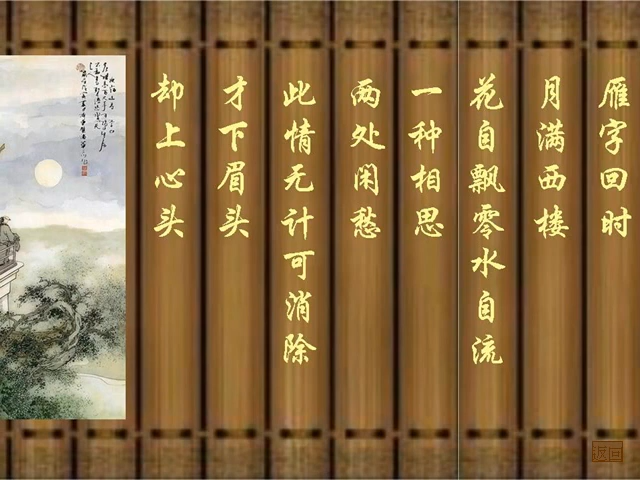 雁字回时
月满西楼
花自飘零水自流
一种相思
两处闲愁
此情无计可消除
才下眉头
却上心头
返回